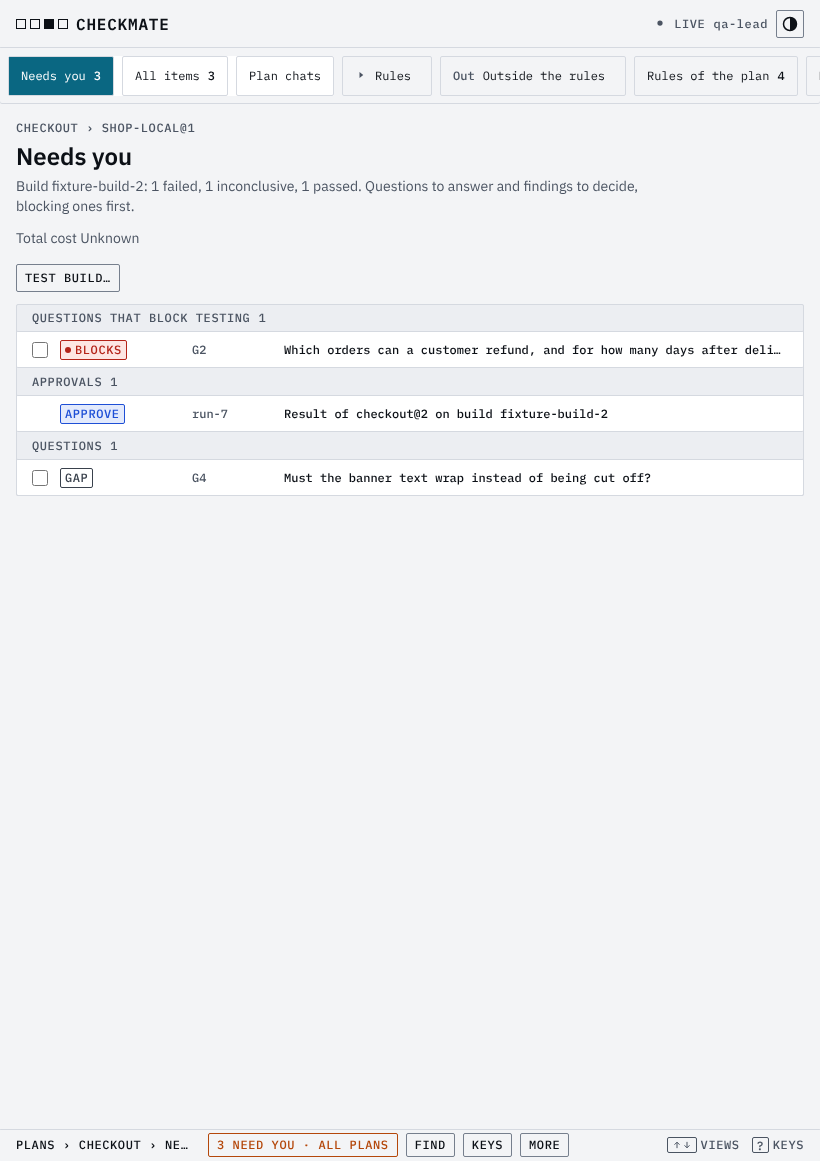 CHECKMATE
LIVE qa-lead
Needs you 3
All items 3
Plan chats
Rules
Out Outside the rules
Rules of the plan 4
CHECKOUT › SHOP-LOCAL@1
Needs you
Build fixture-build-2: 1 failed, 1 inconclusive, 1 passed. Questions to answer and findings to decide,
blocking ones first.
Total cost Unknown
TEST BUILD…
QUESTIONS THAT BLOCK TESTING 1
BLOCKS G2 Which orders can a customer refund, and for how many days after deli…
APPROVALS 1
APPROVE run-7 Result of checkout@2 on build fixture-build-2
QUESTIONS 1
GAP G4 Must the banner text wrap instead of being cut off?
PLANS › CHECKOUT › NE…
3 NEED YOU · ALL PLANS
FIND
KEYS
MORE
↑↓ VIEWS
? KEYS